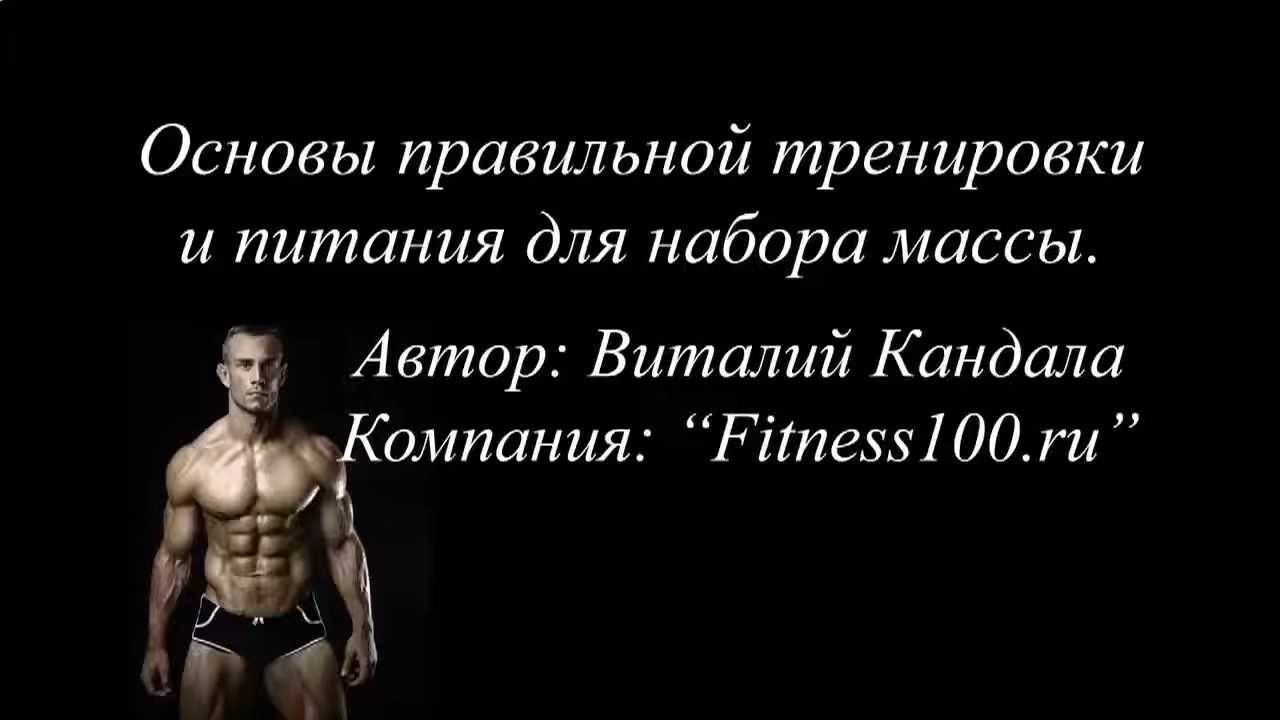 Основы правильной тренировки
и питания для набора массы.
Автор: Виталий Кандала
Компания: “Fitness100.ru”